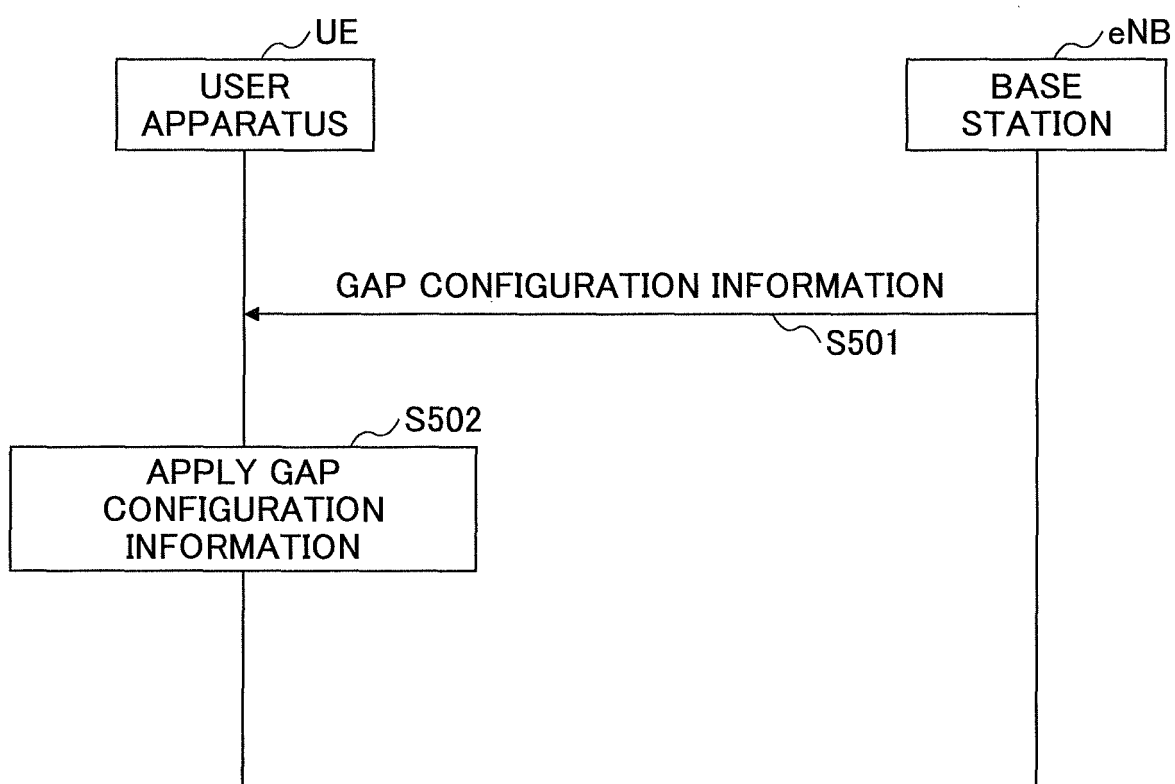 UE
USER
APPARATUS
eNB
BASE
STATION
GAP CONFIGURATION INFORMATION
S501
S502
APPLY GAP
CONFIGURATION
INFORMATION